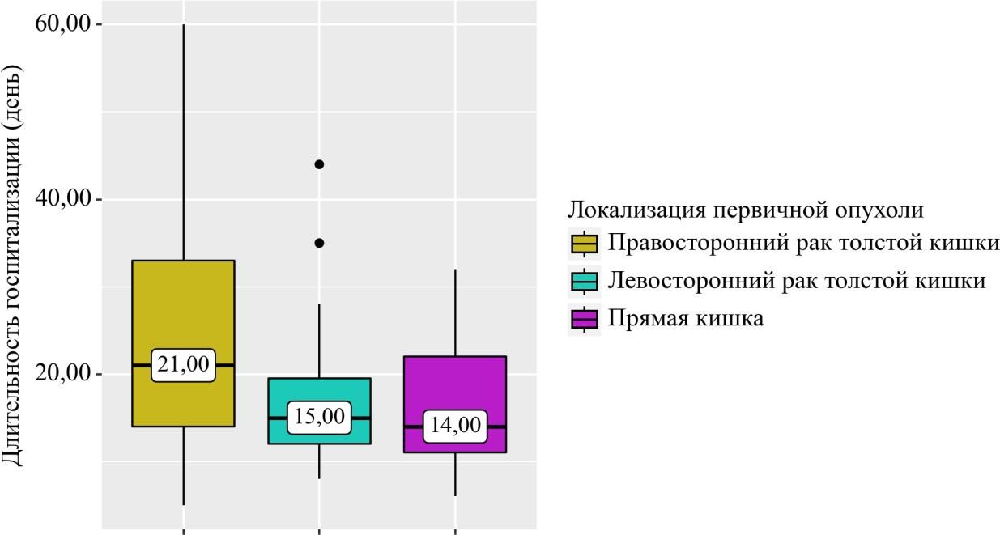 Длительность госпитализации (день)
60,00
40,00
20,00
21,00
15,00
14,00
Локализация первичной опухоли
Правосторонний рак толстой кишки
Левосторонний рак толстой кишки
Прямая кишка